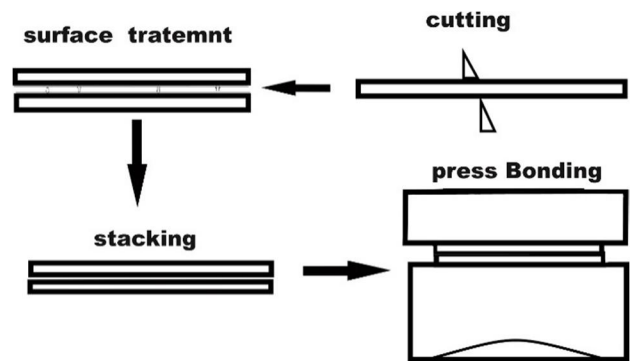 surface tratemnt
cutting
stacking
press Bonding